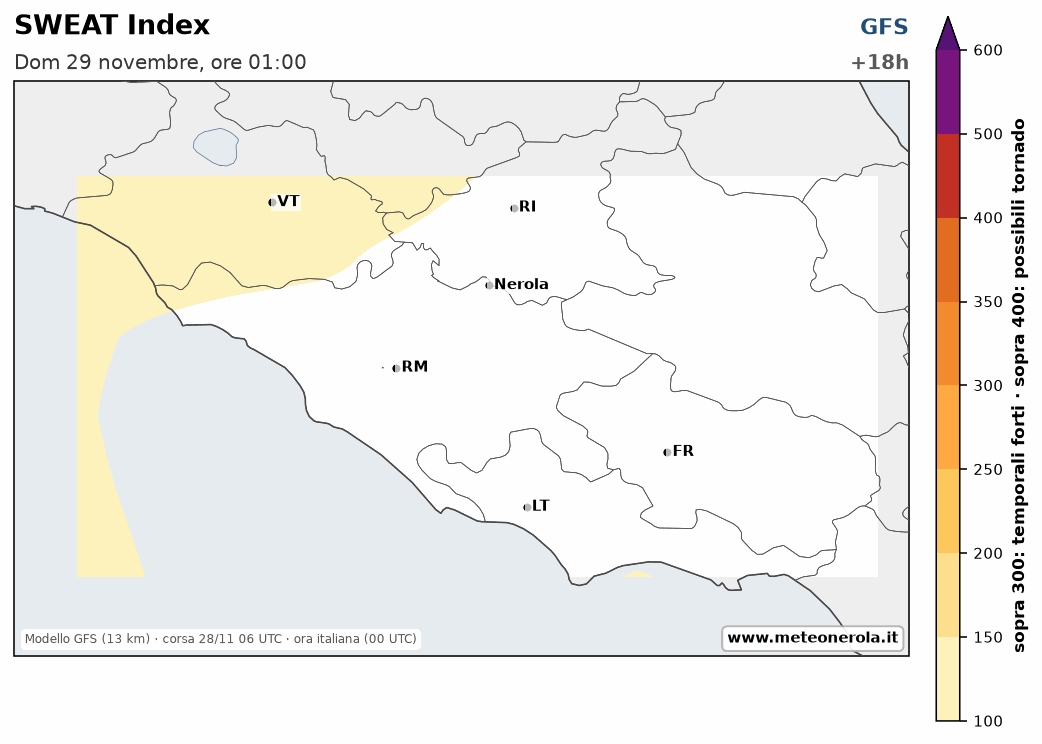 SWEAT Index
GFS
Dom 29 novembre, ore 01:00
+18h
VT
RI
Nerola
RM
FR
LT
Modello GFS (13 km) · corsa 28/11 06 UTC · ora italiana (00 UTC)
www.meteonerola.it
600
500
400
350
300
250
200
150
100
sopra 300: temporali forti · sopra 400: possibili tornado